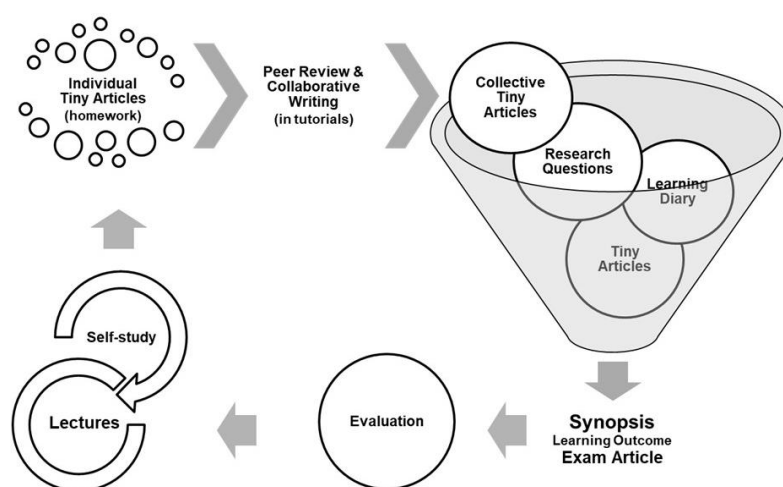 Individual
Tiny Articles
(homework)
Peer Review &
Collaborative
Writing
(in tutorials)
Collective
Tiny
Articles
Research
Questions
Learning
Diary
Tiny
Articles
Self-study
Lectures
Evaluation
Synopsis
Learning Outcome
Exam Article